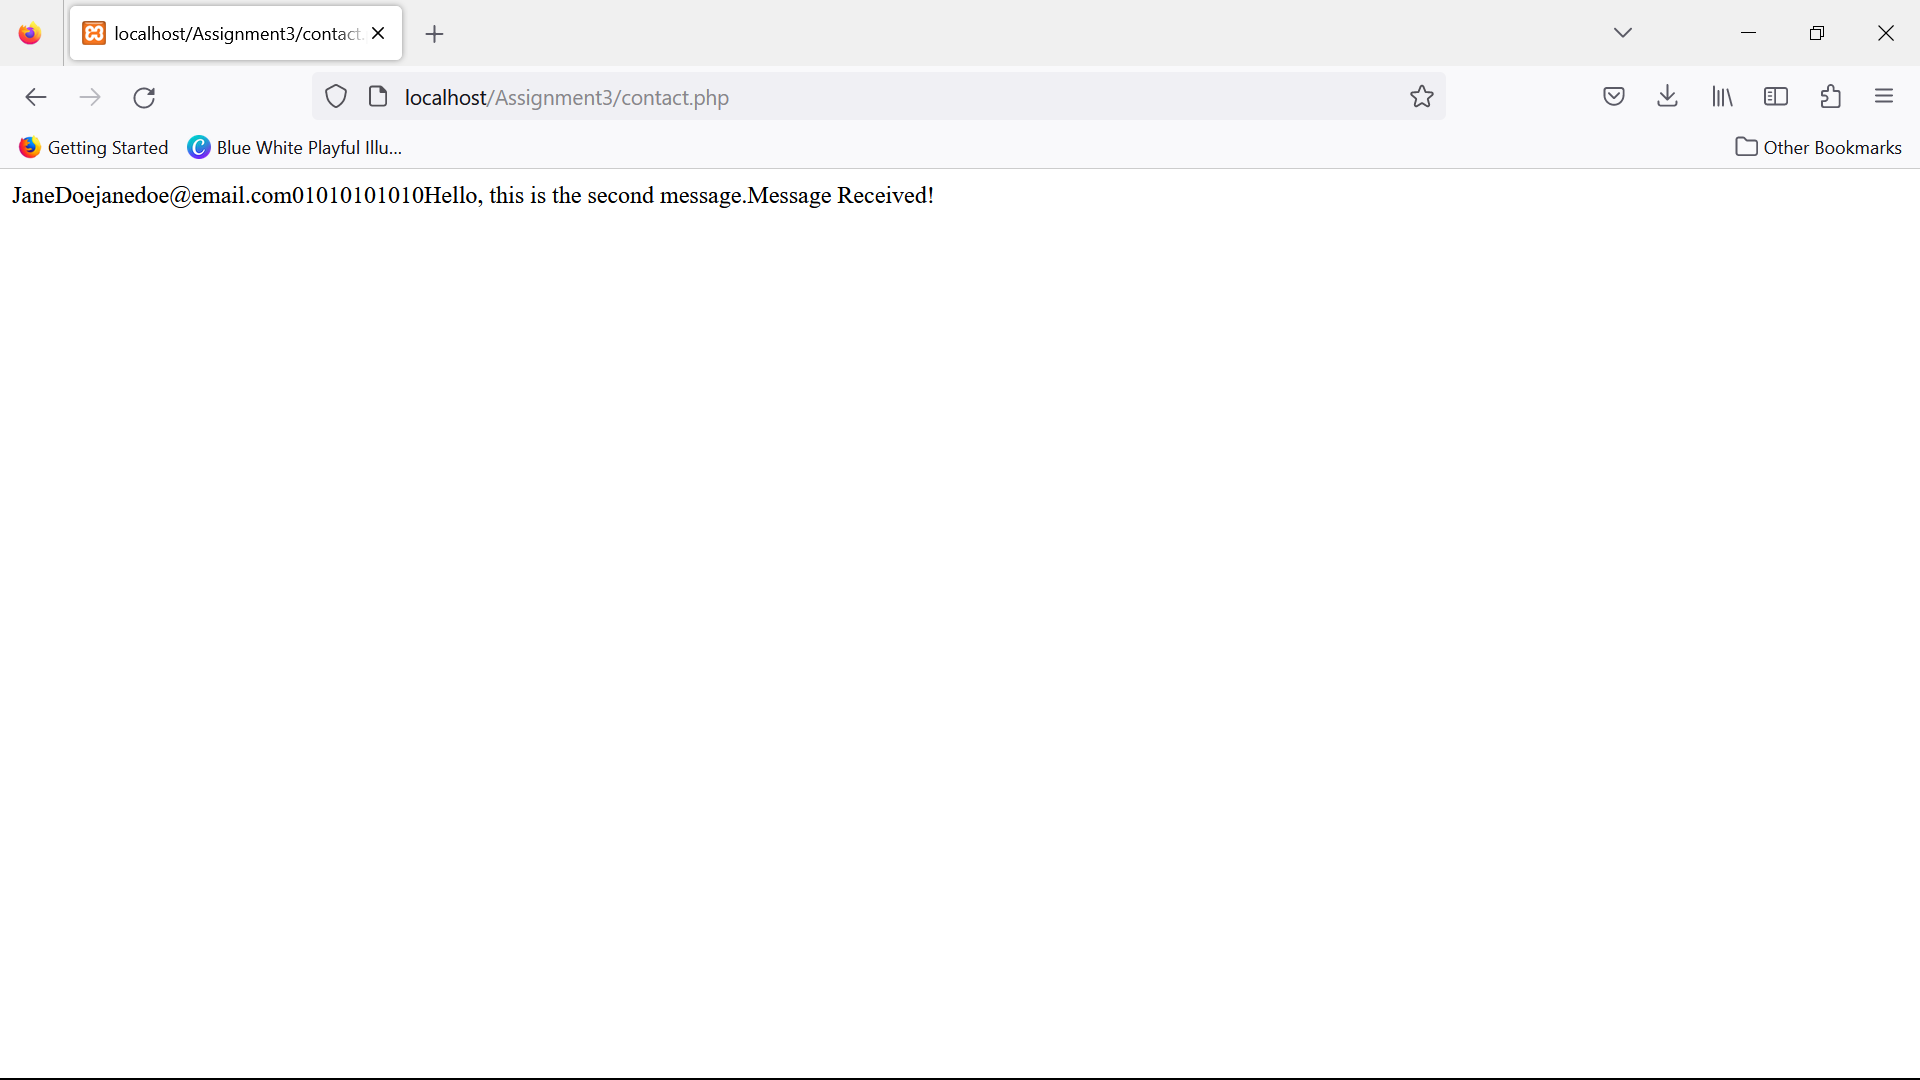 localhost/Assignment3/contact
localhost/Assignment3/contact.php
Getting Started
Blue White Playful Illu...
Other Bookmarks
JaneDoejanedoe@email.com01010101010Hello, this is the second message.Message Received!